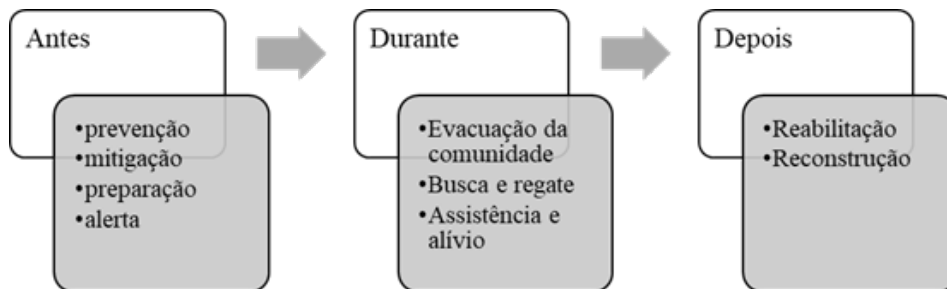 Antes
•prevenção
•mitigação
•preparação
•alerta
Durante
•Evacuação da
comunidade
•Busca e regate
•Assistência e
alívio
Depois
•Reabilitação
•Reconstrução